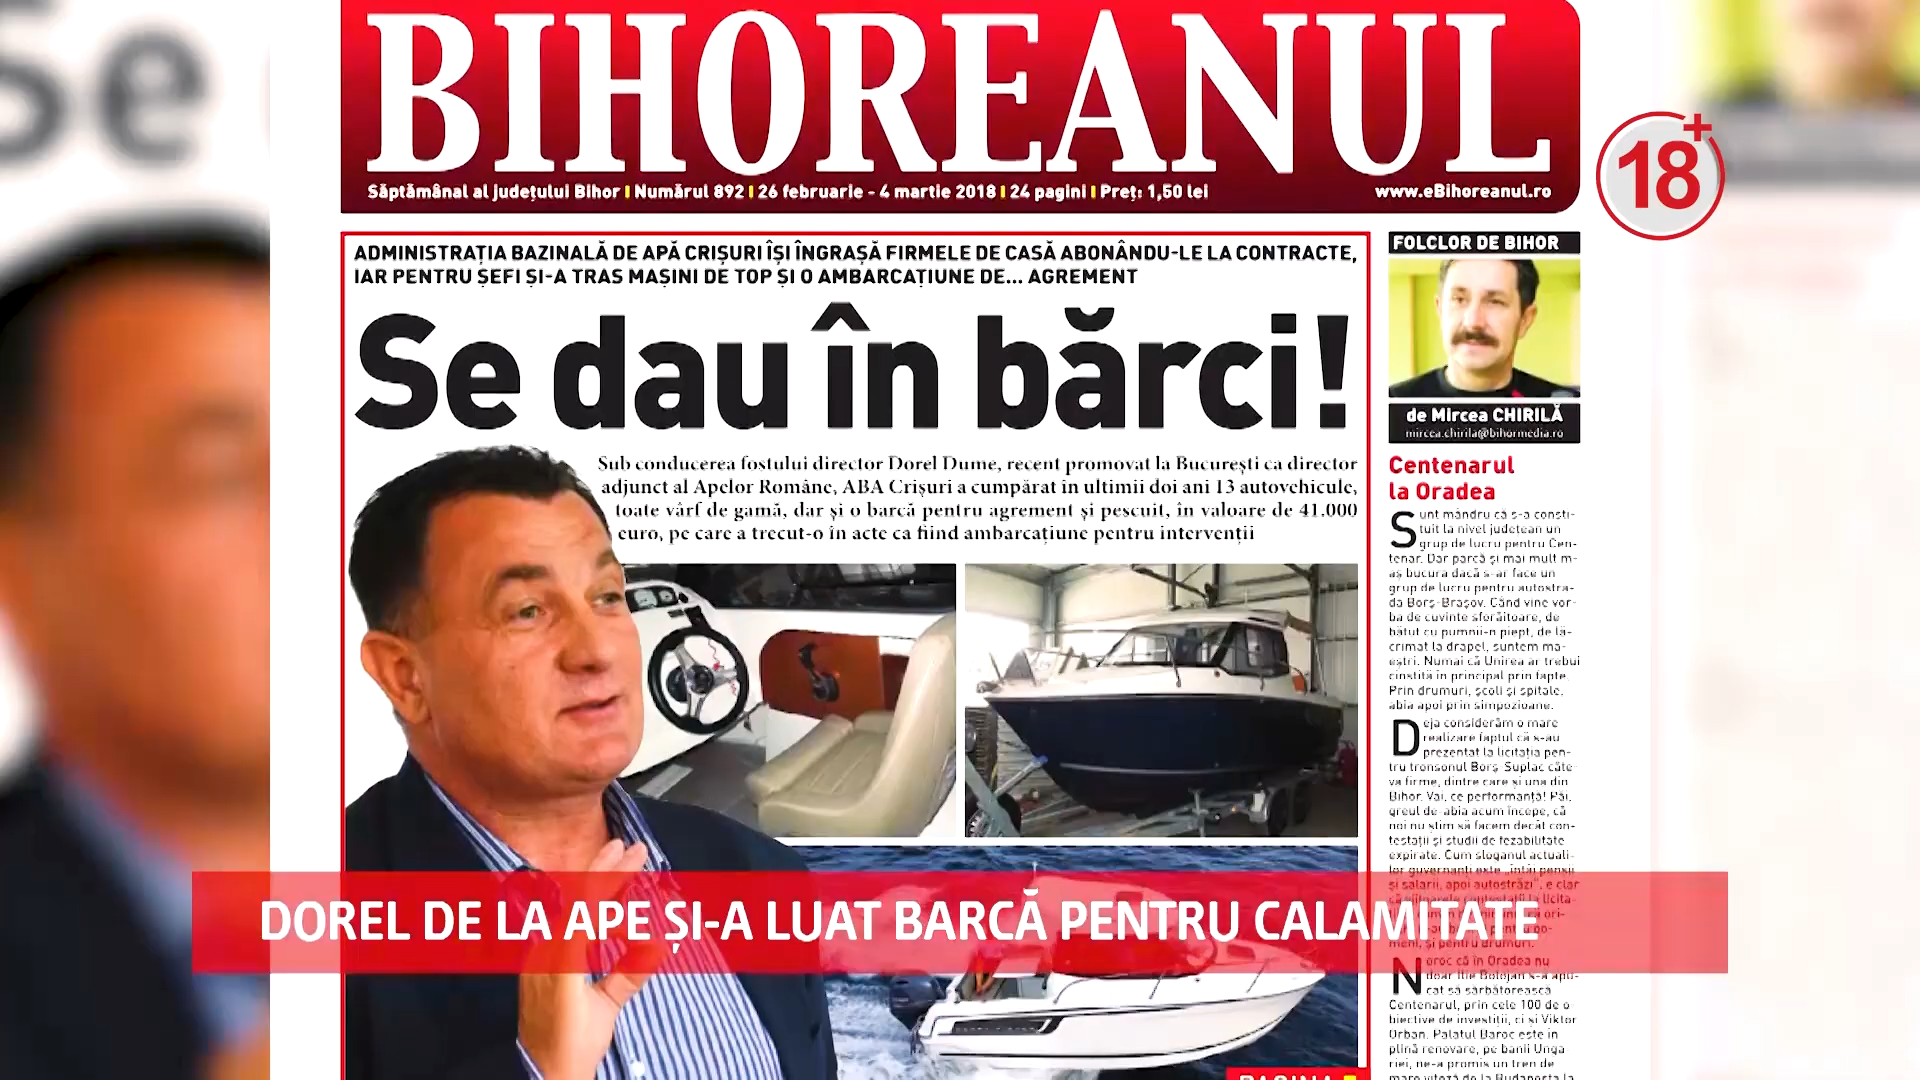 BIHOREANUL
Săptămânal al județului Bihor | Numărul 892 | 26 februarie - 4 martie 2018 | 24 pagini | Preț: 1,50 lei
www.eBihoreanul.ro
18+
ADMINISTRAȚIA BAZINALĂ DE APĂ CRIȘURI ÎȘI ÎNGRAȘĂ FIRMELE DE CASĂ ABONÂNDU-LE LA CONTRACTE,
IAR PENTRU ȘEFI ȘI-A TRAS MAȘINI DE TOP ȘI O AMBARCAȚIUNE DE... AGREMENT
Se dau în bărci!
Sub conducerea fostului director Dorel Dume, recent promovat la București ca director
adjunct al Apelor Române, ABA Crișuri a cumpărat în ultimii doi ani 13 autovehicule,
toate vârf de gamă, dar și o barcă pentru agrement și pescuit, în valoare de 41.000
euro, pe care a trecut-o în acte ca fiind ambarcațiune pentru intervenții
FOLCLOR DE BIHOR
de Mircea CHIRILĂ
mircea.chirila@bihormedia.ro
Centenarul
la Oradea
Sunt mândru că s-a consti-
tuit la nivel județean un
grup de lucru pentru Cen-
tenar. Dar parcă și mai mult m-
aș bucura dacă s-ar face un
grup de lucru pentru autostra-
da Borș-Brașov. Când vine vor-
ba de cuvinte sforăitoare, de
bătut cu pumnii-n piept, de lă-
crimat la drapel, suntem ma-
eștri. Numai că Unirea ar trebui
cinstită în principal prin fapte.
Prin drumuri, școli și spitale,
abia apoi prin simpozioane.
Deja considerăm o mare
realizare faptul că s-au
prezentat la licitația pen-
tru tronsonul Borș-Suplac câte-
va firme, dintre care și una din
Bihor. Vai, ce performanță! Păi,
greul de-abia acum începe, că
noi nu știm să facem decât con-
testații și studii de fezabilitate
expirate. Cum sloganul actuali-
lor guvernanți este „întâi pensii
și salarii, apoi autostrăzi”, e clar
meni, și pentru drumuri.
Noroc că în Oradea nu
doar Ilie Bolojan s-a apu-
cat să sărbătorească
Centenarul, prin cele 100 de o-
biective de investiții, ci și Viktor
Orban. Palatul Baroc este în
plină renovare, pe banii Unga-
riei, ne-a promis un tren de
mare viteză de la Budapesta la
DOREL DE LA APE ȘI-A LUAT BARCĂ PENTRU CALAMITATE
PAGINA